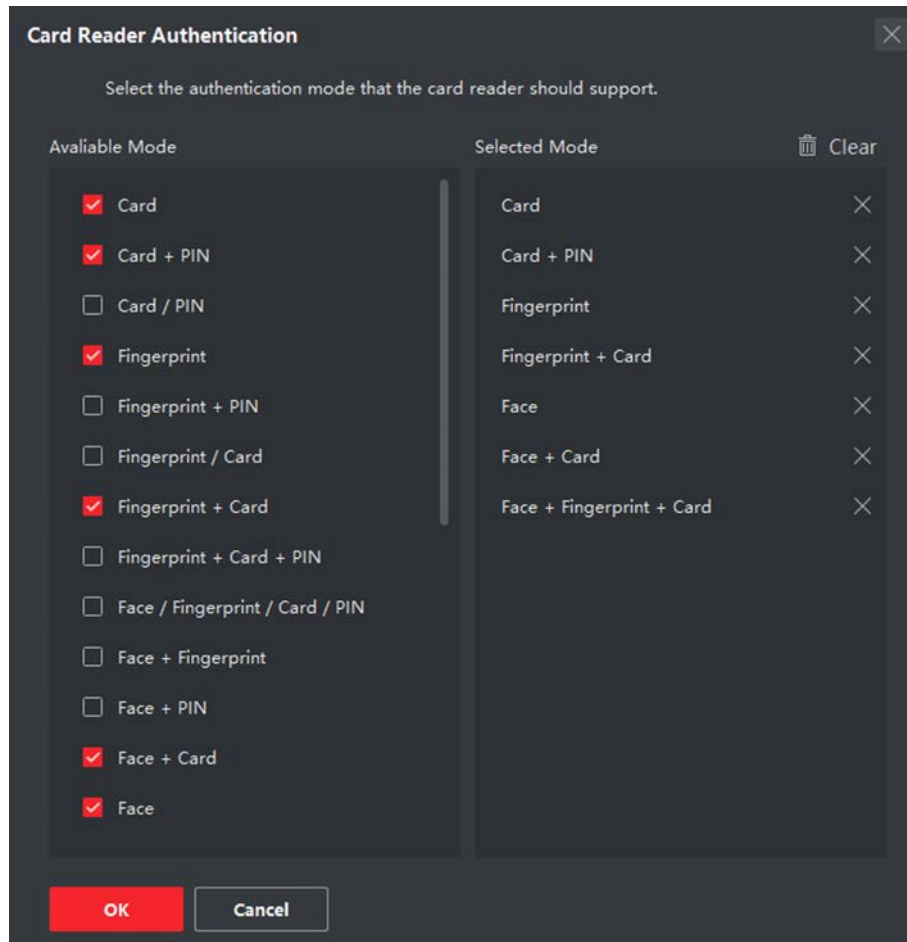 Card Reader Authentication
Select the authentication mode that the card reader should support.
Avaliable Mode
Card
Card + PIN
Card / PIN
Fingerprint
Fingerprint + PIN
Fingerprint / Card
Fingerprint + Card
Fingerprint + Card + PIN
Face / Fingerprint / Card / PIN
Face + Fingerprint
Face + PIN
Face + Card
Face
Selected Mode
Clear
Card
Card + PIN
Fingerprint
Fingerprint + Card
Face
Face + Card
Face + Fingerprint + Card
OK
Cancel